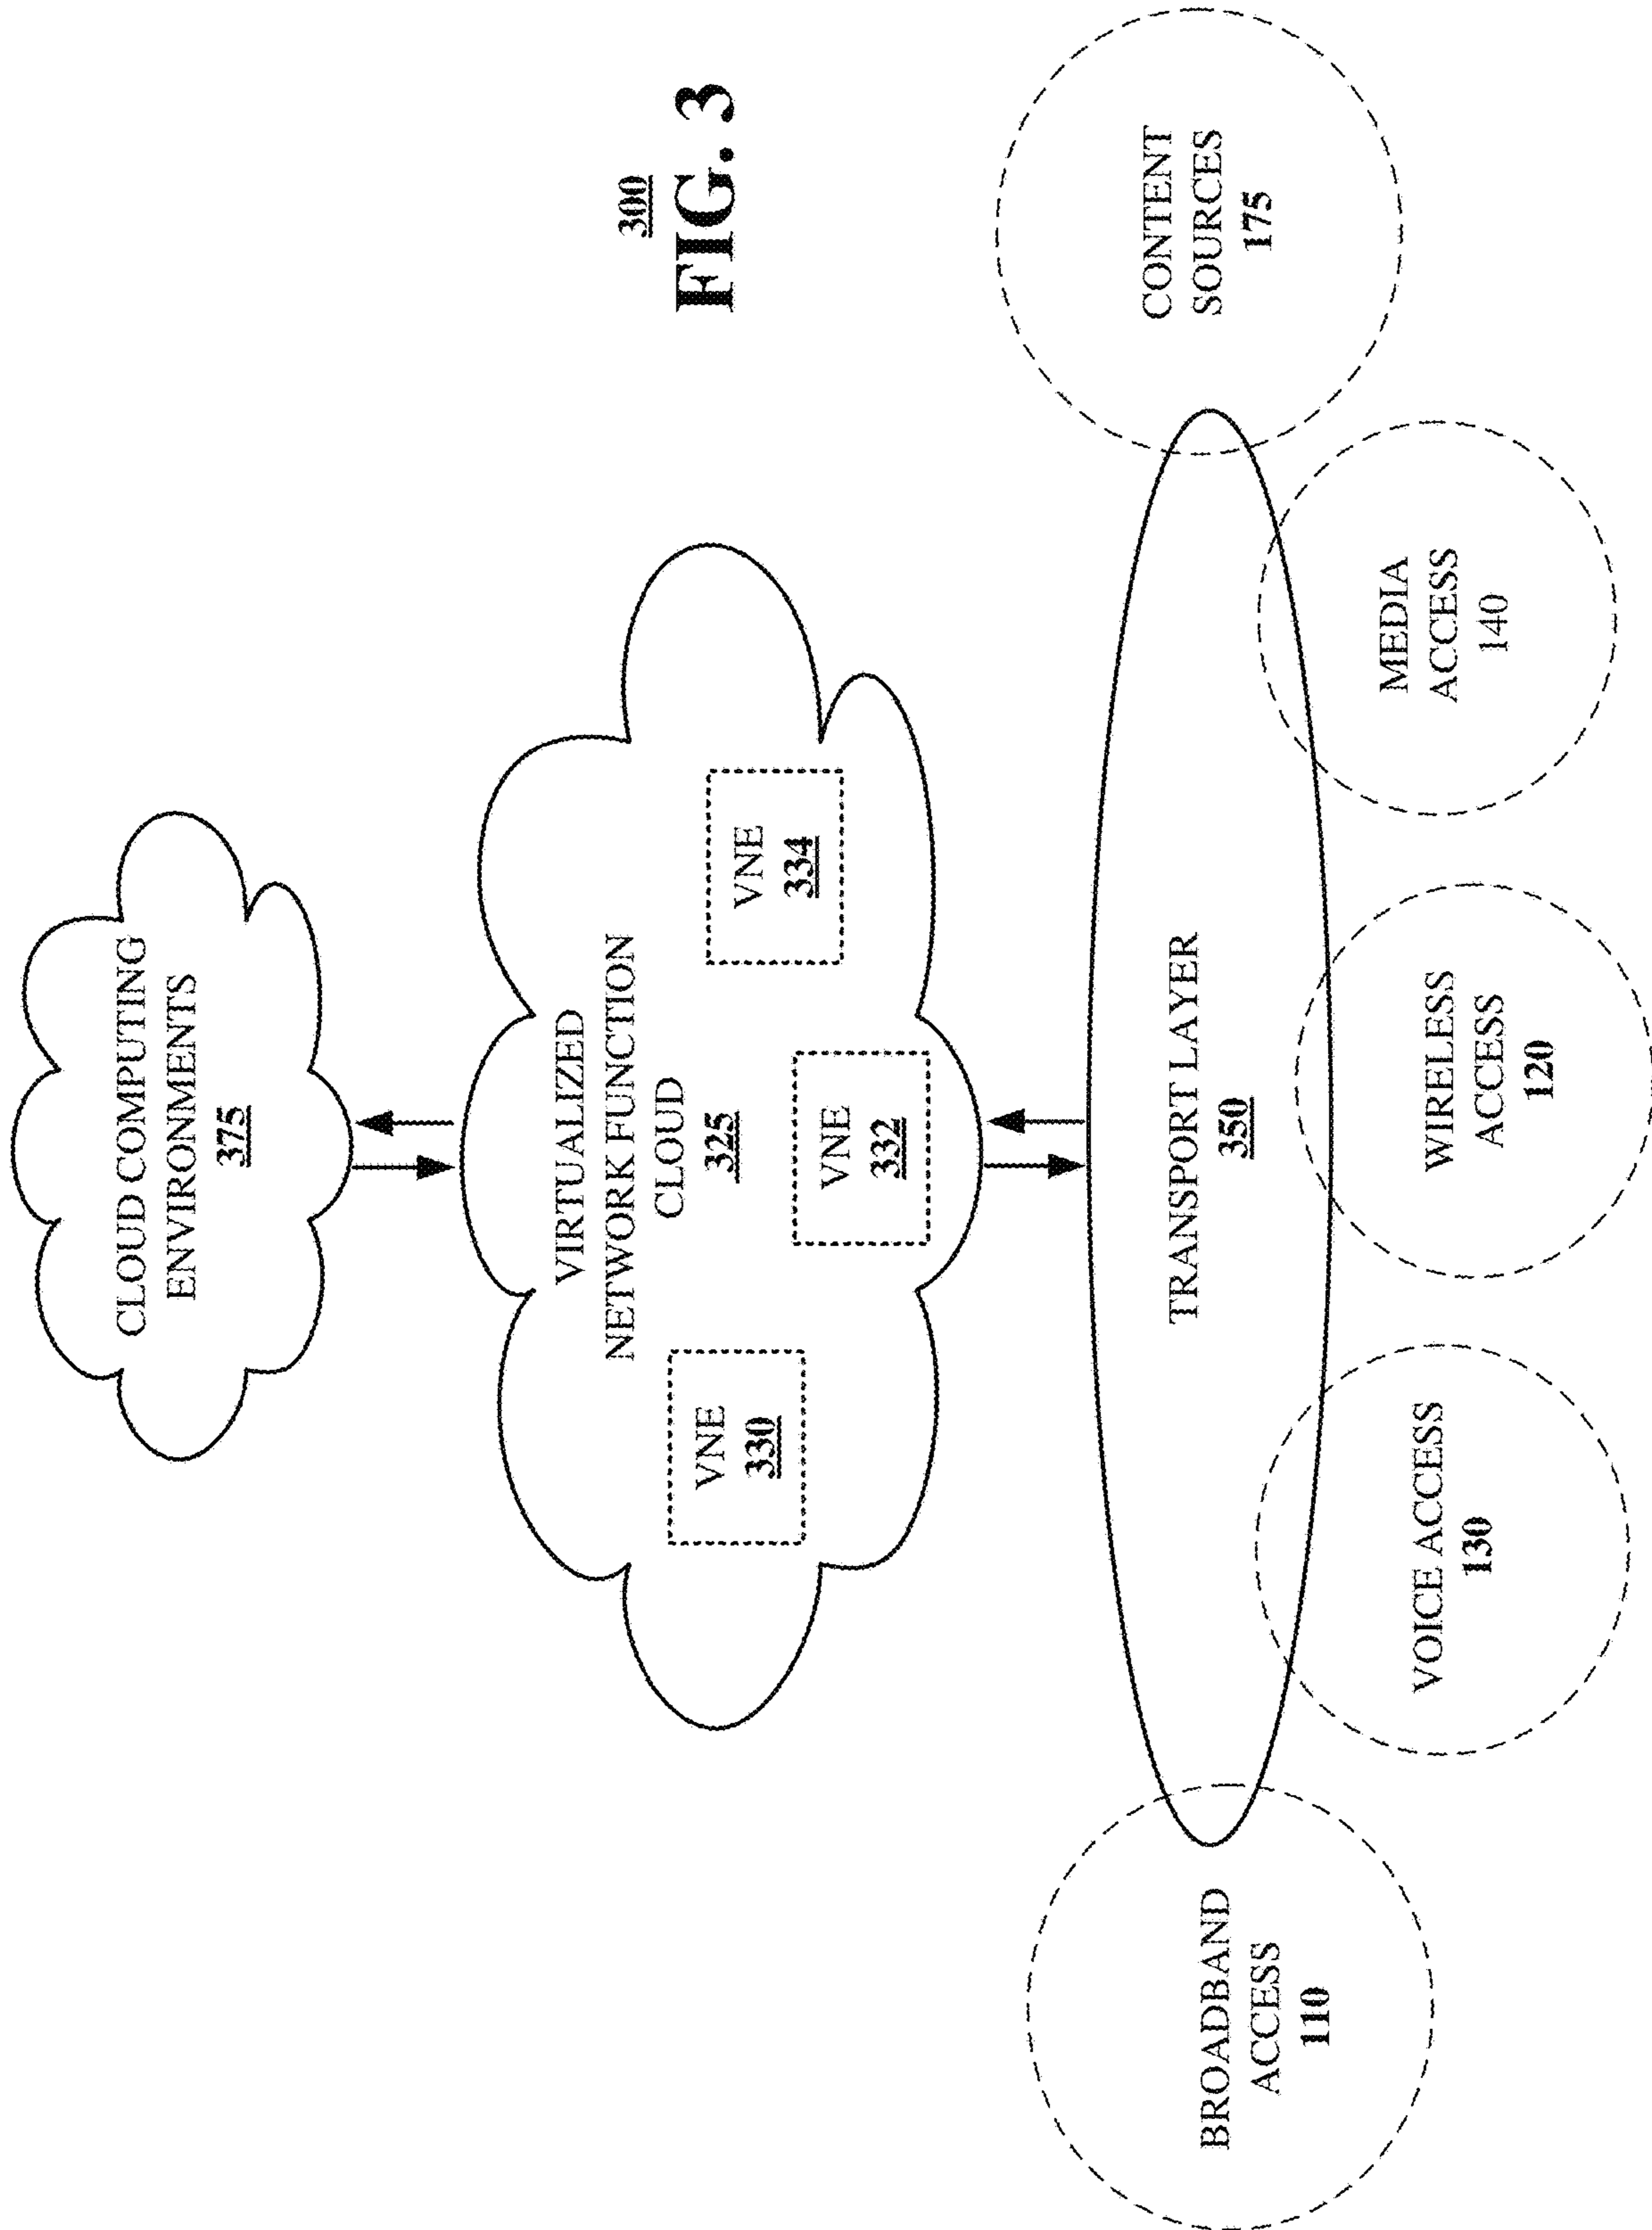 CLOUD COMPUTING
ENVIRONMENTS
375
VIRTUALIZED
NETWORK FUNCTION
CLOUD
325
VNE
330
VNE
332
VNE
334
300
FIG. 3
TRANSPORT LAYER
350
BROADBAND
ACCESS
110
VOICE ACCESS
130
WIRELESS
ACCESS
120
MEDIA
ACCESS
140
CONTENT
SOURCES
175